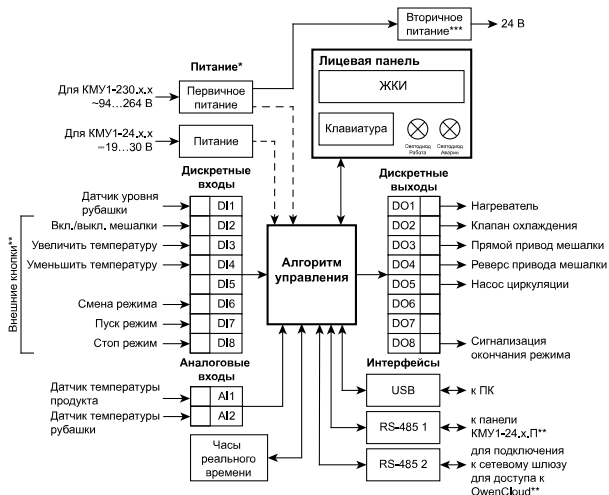 Вторичное
питание***
24 В
Питание*
Для КМУ1-230.х.х
~94...264 В
Первичное
питание
Для КМУ1-24.х.х
=19...30 В
Питание
Лицевая панель
ЖКИ
Клавиатура
Светодиод
Работа
Светодиод
Авария
Дискретные
входы
Датчик уровня
рубашки
DI1
Вкл./выкл. мешалки
DI2
Увеличить температуру
DI3
Уменьшить температуру
DI4
DI5
Смена режима
DI6
Пуск режим
DI7
Стоп режим
DI8
Внешние кнопки**
Алгоритм
управления
Дискретные
выходы
DO1
Нагреватель
DO2
Клапан охлаждения
DO3
Прямой привод мешалки
DO4
Реверс привода мешалки
DO5
Насос циркуляции
DO6
DO7
DO8
Сигнализация
окончания режима
Аналоговые
входы
Датчик температуры
продукта
AI1
Датчик температуры
рубашки
AI2
Часы
реального
времени
Интерфейсы
USB
к ПК
RS-485 1
к панели
КМУ1-24.х.П**
RS-485 2
для подключения
к сетевому шлюзу
для доступа к
OwenCloud**